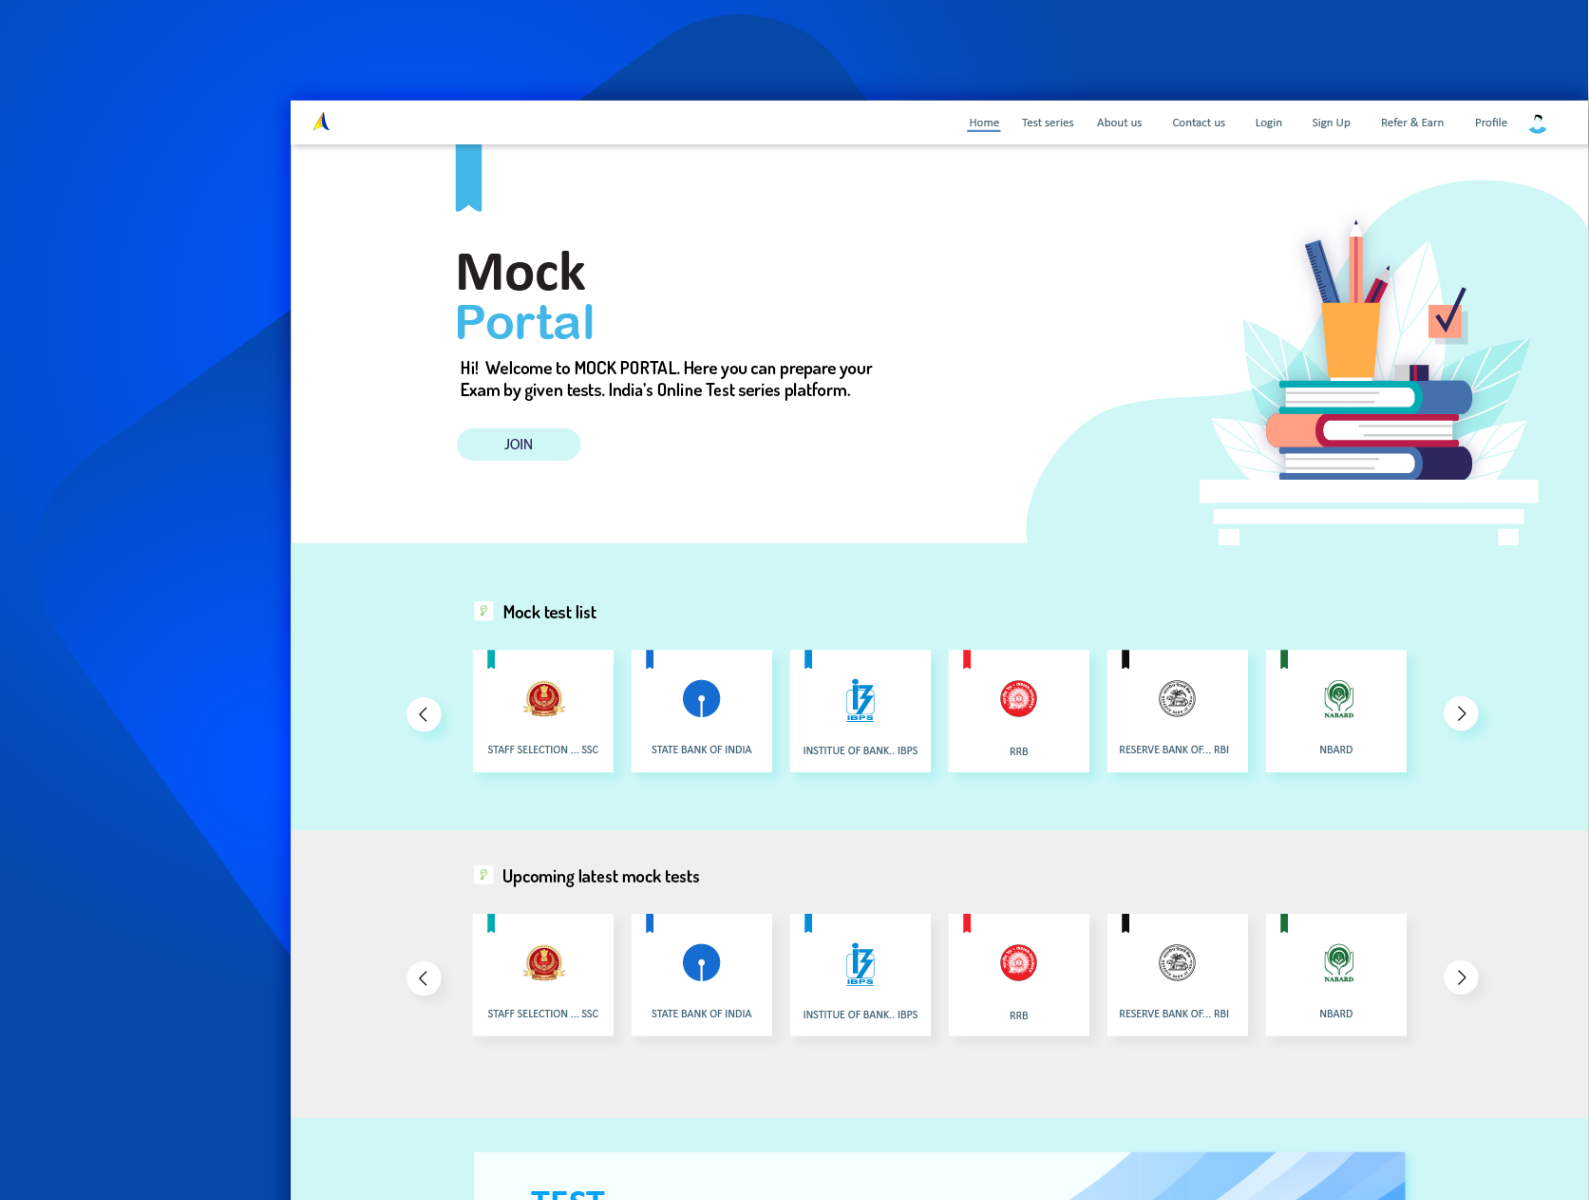 Home Test series About us Contact us Login Sign Up Refer & Earn Profile
Mock
Portal
Hi! Welcome to MOCK PORTAL. Here you can prepare your
Exam by given tests. India's Online Test series platform.
JOIN
Mock test list
IBPS
NABARD
STAFF SELECTION ... SSC
STATE BANK OF INDIA
INSTITUE OF BANK.. IBPS
RRB
RESERVE BANK OF... RBI
NBARD
Upcoming latest mock tests
IBPS
NABARD
STAFF SELECTION ... SSC
STATE BANK OF INDIA
INSTITUE OF BANK.. IBPS
RRB
RESERVE BANK OF... RBI
NBARD
TEST